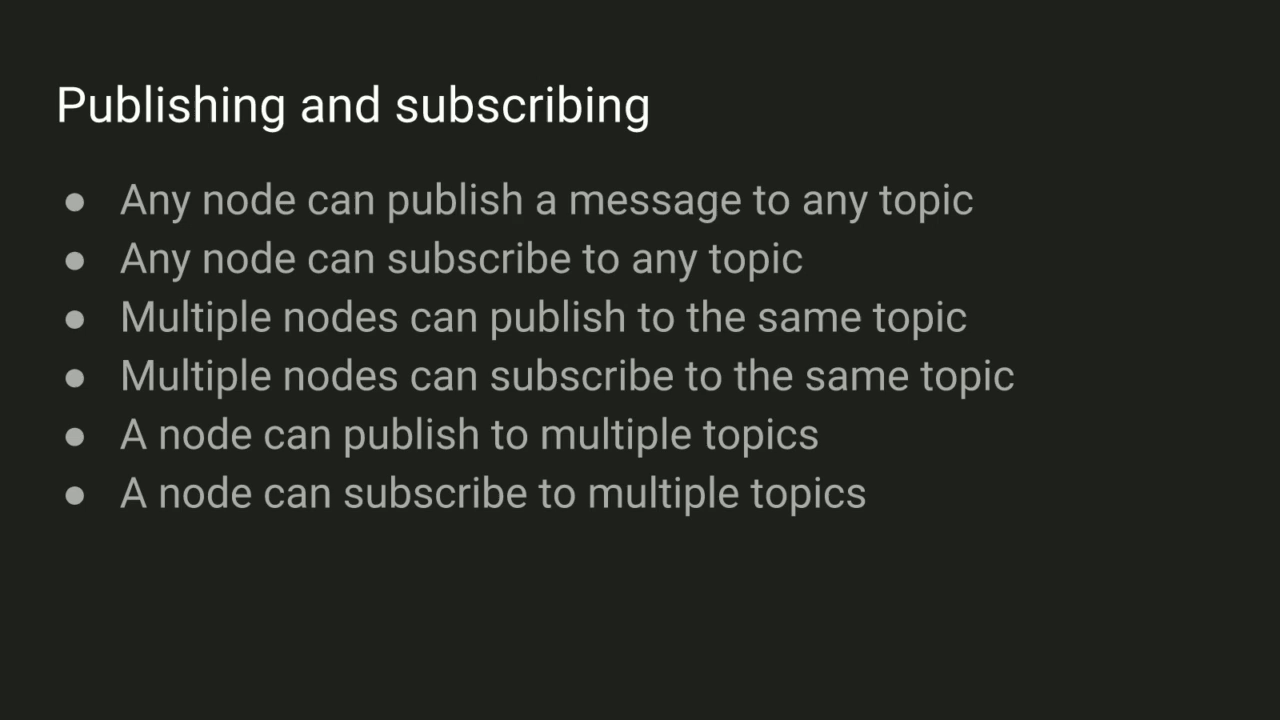 Publishing and subscribing
● Any node can publish a message to any topic
● Any node can subscribe to any topic
● Multiple nodes can publish to the same topic
● Multiple nodes can subscribe to the same topic
● A node can publish to multiple topics
● A node can subscribe to multiple topics